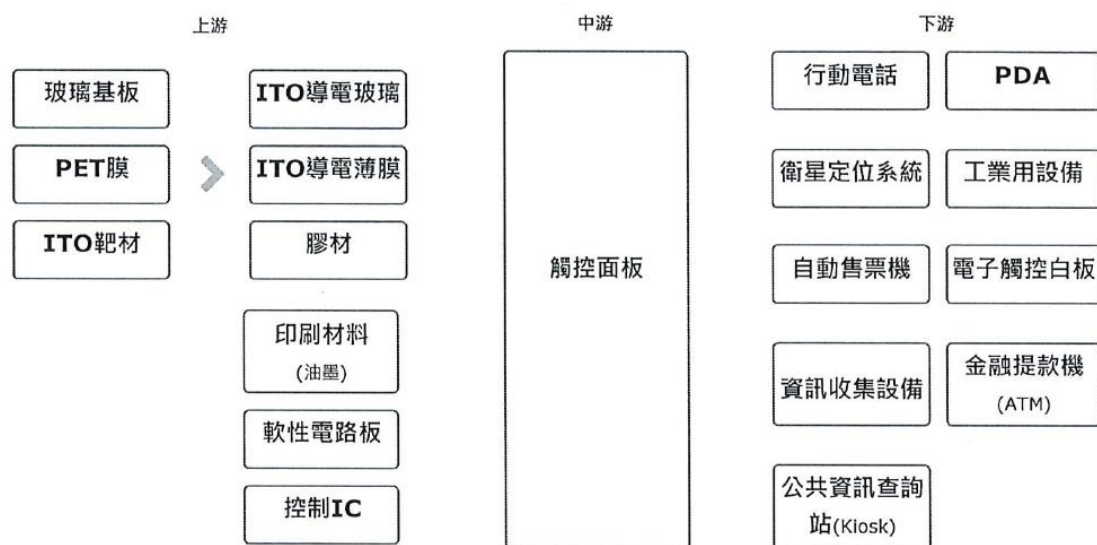 上游
中游
下游
玻璃基板
PET膜
ITO靶材
ITO導電玻璃
ITO導電薄膜
膠材
印刷材料
(油墨)
軟性電路板
控制IC
觸控面板
行動電話
PDA
衛星定位系統
工業用設備
自動售票機
電子觸控白板
資訊收集設備
金融提款機
(ATM)
公共資訊查詢
站(Kiosk)